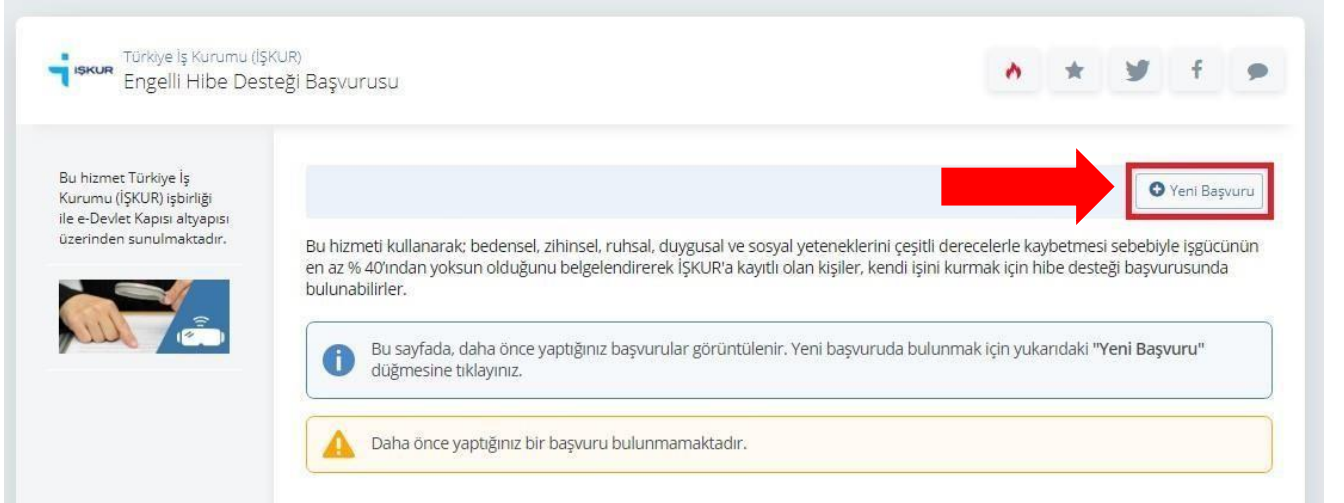 İŞKUR
Türkiye İş Kurumu (İŞKUR)
Engelli Hibe Desteği Başvurusu
Bu hizmet Türkiye İş
Kurumu (İŞKUR) işbirliği
ile e-Devlet Kapısı altyapısı
üzerinden sunulmaktadır.
Yeni Başvuru
Bu hizmeti kullanarak; bedensel, zihinsel, ruhsal, duygusal ve sosyal yeteneklerini çeşitli derecelerle kaybetmesi sebebiyle işgücünün
en az % 40'ından yoksun olduğunu belgelendirerek İŞKUR'a kayıtlı olan kişiler, kendi işini kurmak için hibe desteği başvurusunda
bulunabilirler.
Bu sayfada, daha önce yaptığınız başvurular görüntülenir. Yeni başvuruda bulunmak için yukarıdaki "Yeni Başvuru"
düğmesine tıklayınız.
Daha önce yaptığınız bir başvuru bulunmamaktadır.